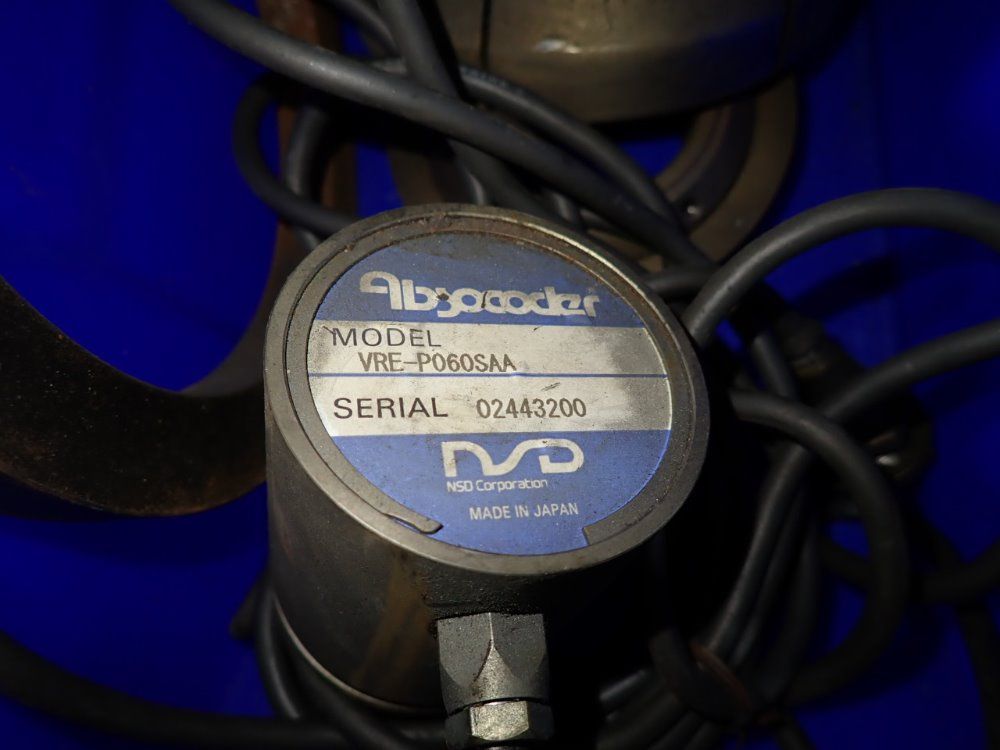 Absocoder
MODEL
VRE-P060SAA
SERIAL 02443200
NSD
NSD Corporation
MADE IN JAPAN